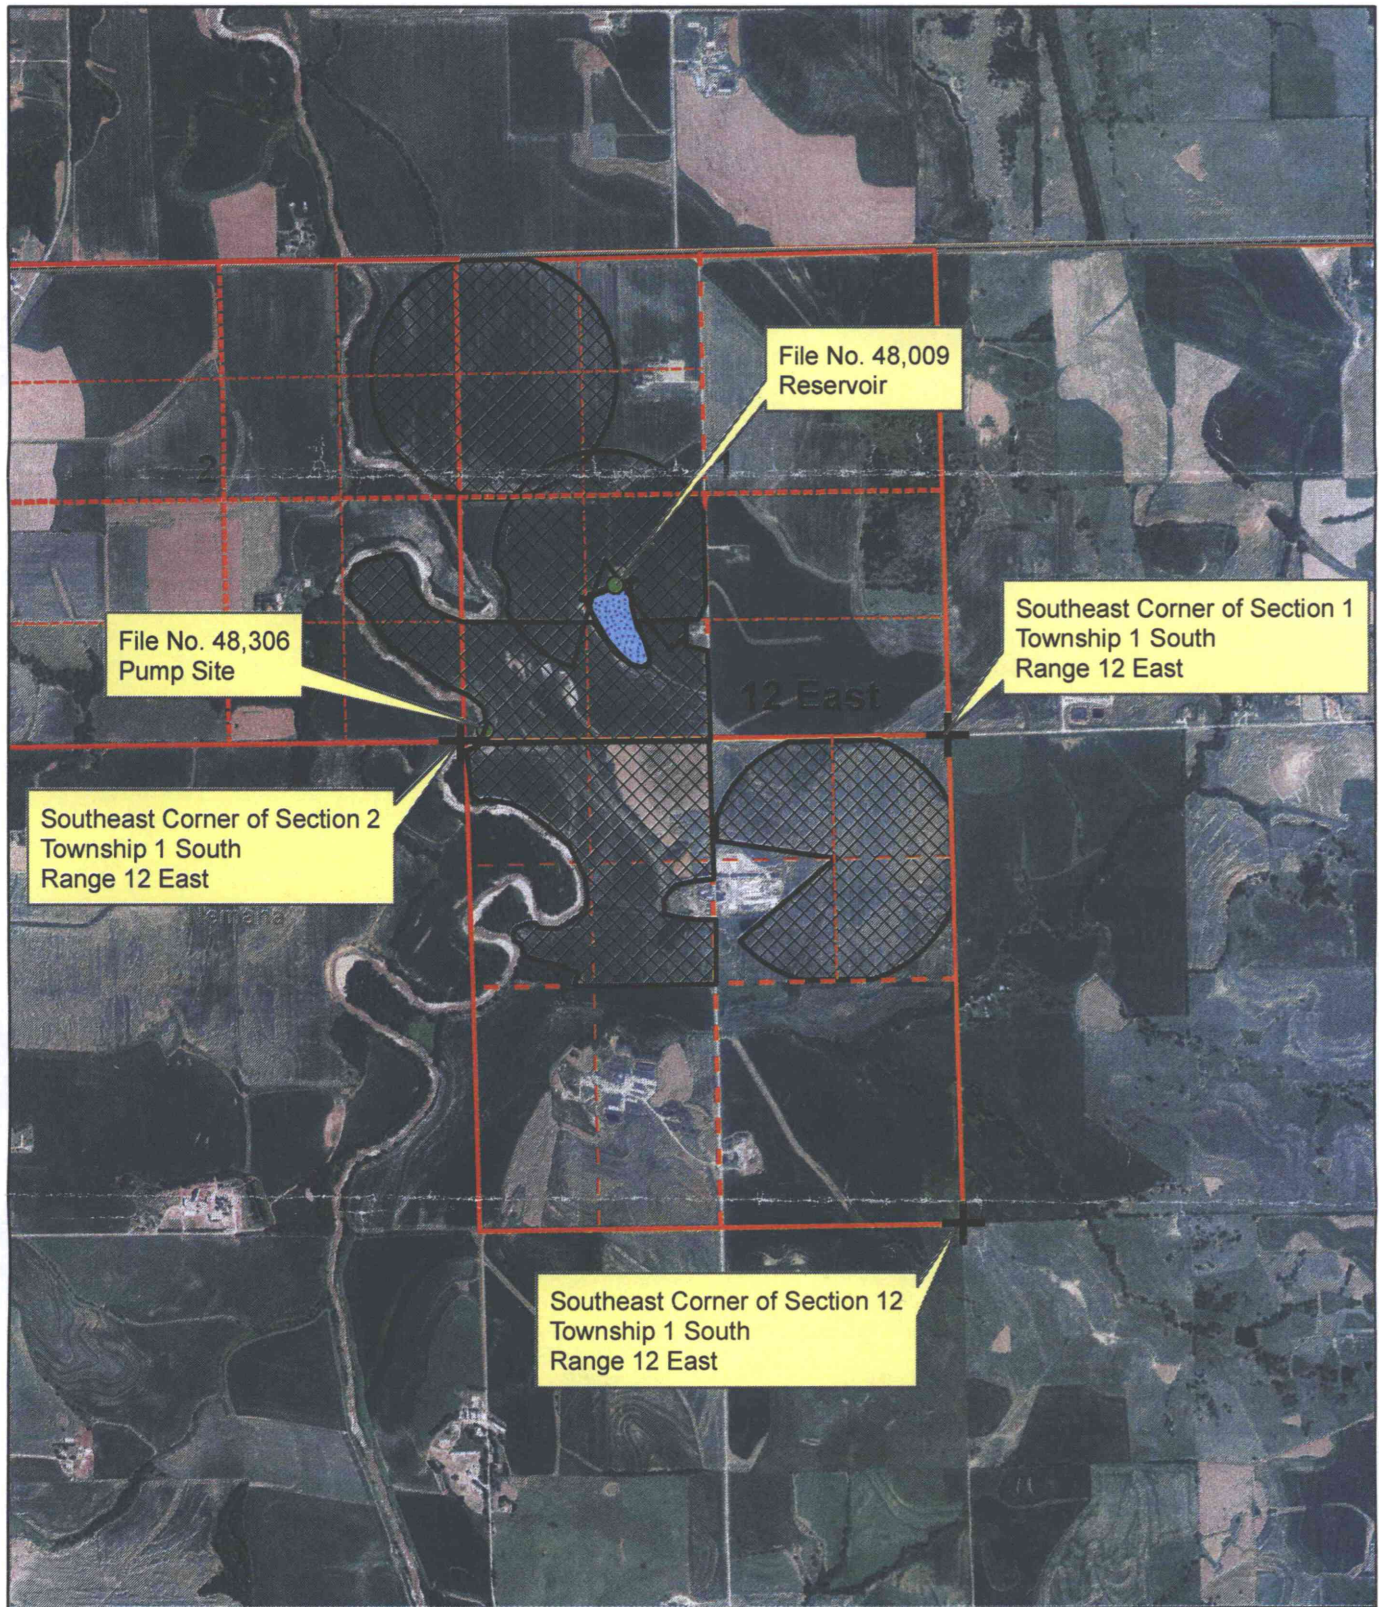 File No. 48,009
Reservoir
2
1
File No. 48,306
Pump Site
Southeast Corner of Section 1
Township 1 South
Range 12 East
12 East
Southeast Corner of Section 2
Township 1 South
Range 12 East
Nemaha
Southeast Corner of Section 12
Township 1 South
Range 12 East